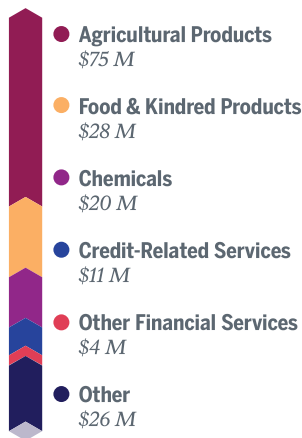 Agricultural Products
$75 M
Food & Kindred Products
$28 M
Chemicals
$20 M
Credit-Related Services
$11 M
Other Financial Services
$4 M
Other
$26 M